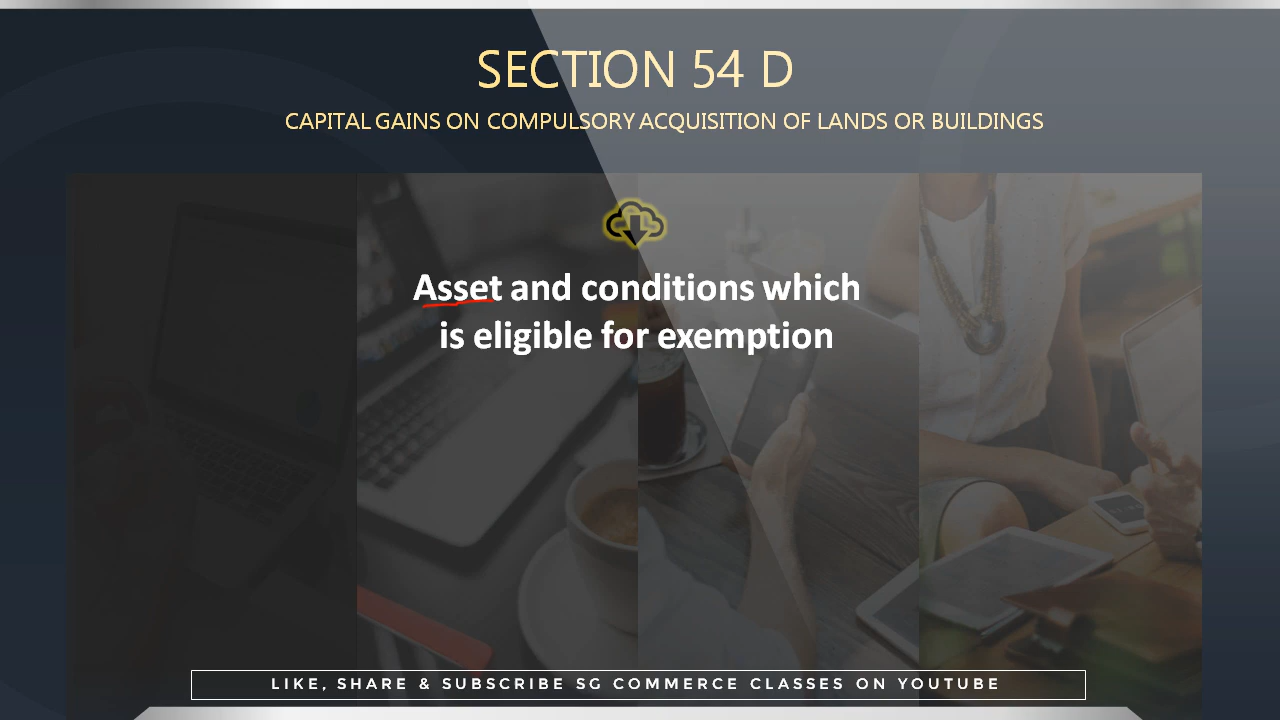 SECTION 54 D
CAPITAL GAINS ON COMPULSORY ACQUISITION OF LANDS OR BUILDINGS
Asset and conditions which
is eligible for exemption
LIKE, SHARE & SUBSCRIBE SG COMMERCE CLASSES ON YOUTUBE